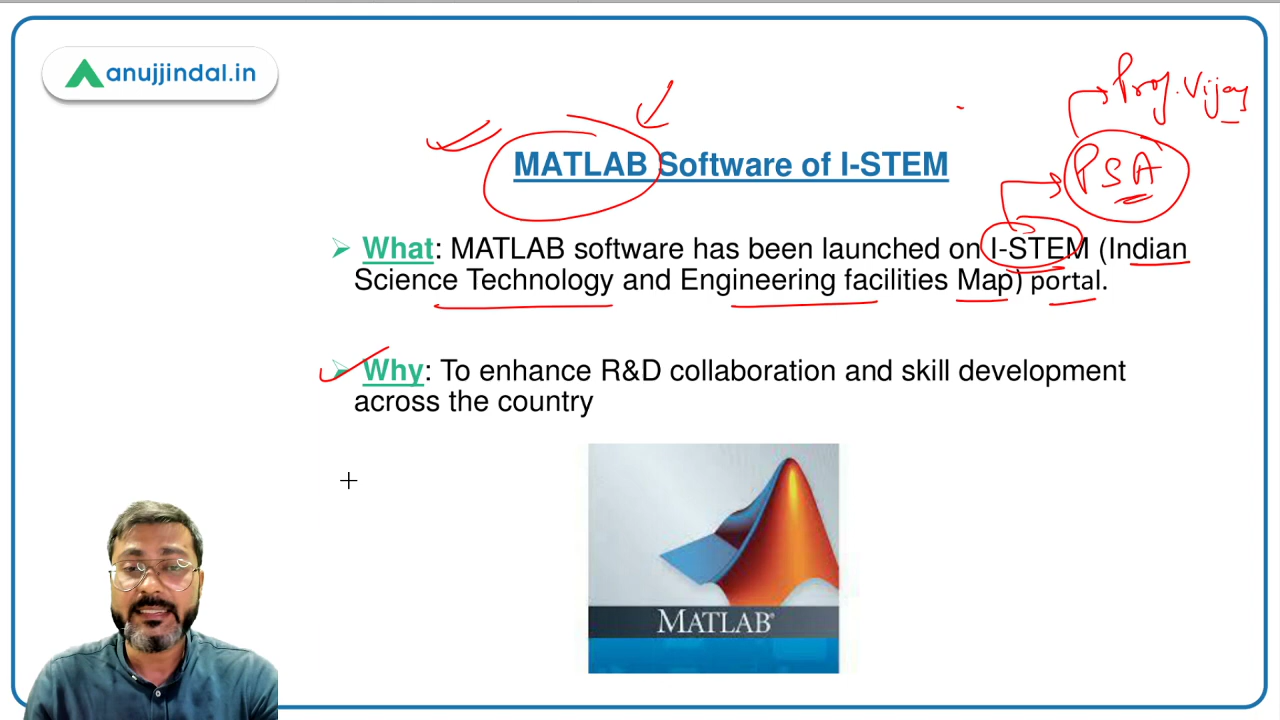 anujjindal.in
Prof. Vijay
MATLAB Software of I-STEM
PSA
What: MATLAB software has been launched on I-STEM (Indian
Science Technology and Engineering facilities Map) portal.
Why: To enhance R&D collaboration and skill development
across the country
MATLAB®